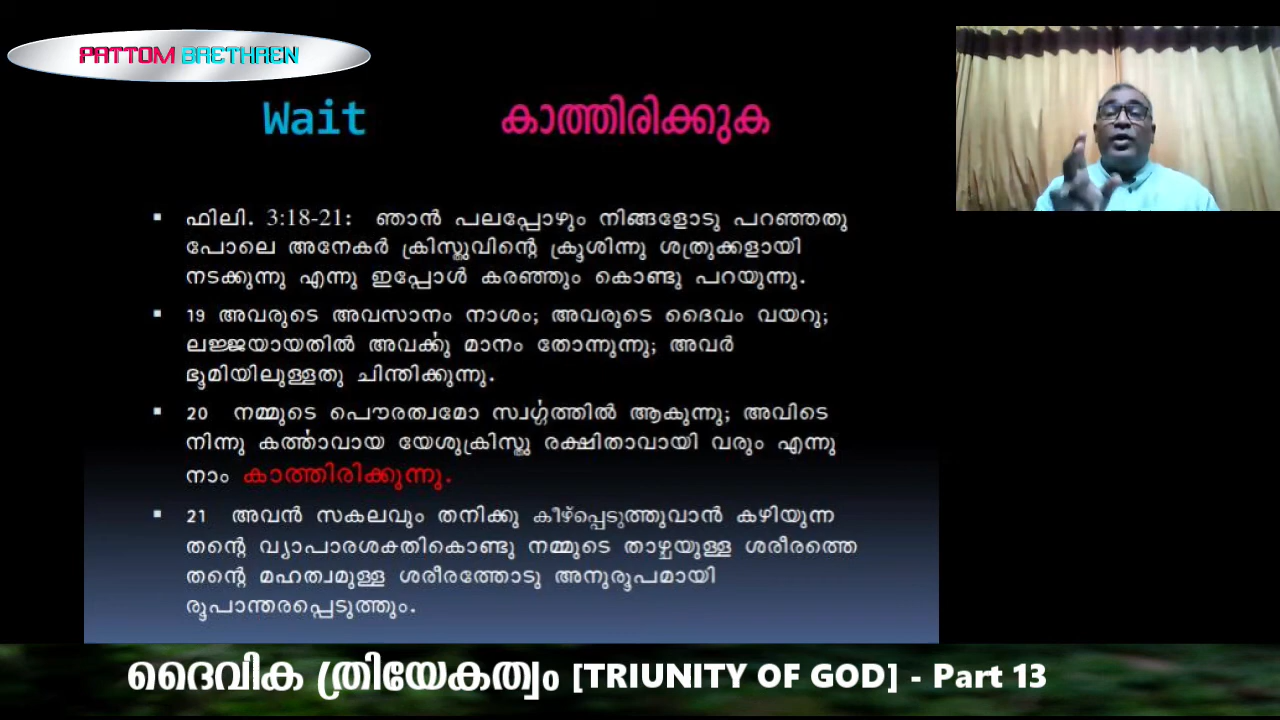 PATTOM BRETHREN
Wait കാത്തിരിക്കുക
▪ ഫിലി. 3:18-21: ഞാൻ പലപ്പോഴും നിങ്ങളോടു പറഞ്ഞതു
പോലെ അനേകർ ക്രിസ്തുവിന്റെ ക്രൂശിന്നു ശത്രുക്കളായി
നടക്കുന്നു എന്നു ഇപ്പോൾ കരഞ്ഞും കൊണ്ടു പറയുന്നു.
▪ 19 അവരുടെ അവസാനം നാശം; അവരുടെ ദൈവം വയറു;
ലജ്ജയായതിൽ അവൎക്കു മാനം തോന്നുന്നു; അവർ
ഭൂമിയിലുള്ളതു ചിന്തിക്കുന്നു.
▪ 20 നമ്മുടെ പൌരത്വമോ സ്വൎഗ്ഗത്തിൽ ആകുന്നു; അവിടെ
നിന്നു കൎത്താവായ യേശുക്രിസ്തു രക്ഷിതാവായി വരും എന്നു
നാം കാത്തിരിക്കുന്നു.
▪ 21 അവൻ സകലവും തനിക്കു കീഴ്പ്പെടുത്തുവാൻ കഴിയുന്ന
തന്റെ വ്യാപാരശക്തികൊണ്ടു നമ്മുടെ താഴ്ചയുള്ള ശരീരത്തെ
തന്റെ മഹത്വമുള്ള ശരീരത്തോടു അനുരൂപമായി
രൂപാന്തരപ്പെടുത്തും.
ദൈവിക ത്രിയേകത്വം [TRIUNITY OF GOD] - Part 13